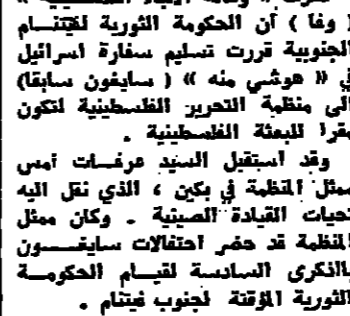 ( وفا ) أن الحكومة الثورية لفيتنام
الجنوبية قررت تسليم سفارة اسرائيل
في « هوشي منه » ( سايغون سابقا)
الى منظمة التحرير الفلسطينية لتكون
مقرا للبعثة الفلسطينية .
وقد استقبل السيد عرفات أمس
ممثل المنظمة في بكين ، الذي نقل اليه
تحيات القيادة الصينية . وكان ممثل
المنظمة قد حضر احتفالات سايغون
بالذكرى السادسة لقيام الحكومة
الثورية المؤقتة لجنوب فيتنام .